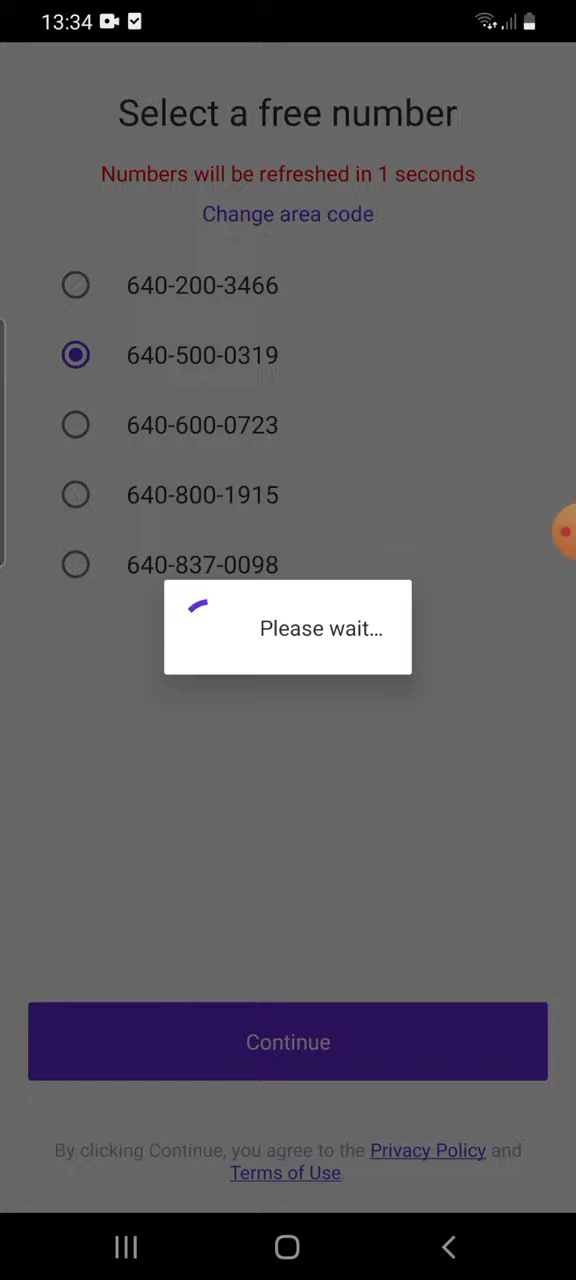 13:34
Select a free number
Numbers will be refreshed in 1 seconds
Change area code
640-200-3466
640-500-0319
640-600-0723
640-800-1915
640-837-0098
Please wait...
Continue
By clicking Continue, you agree to the Privacy Policy and
Terms of Use